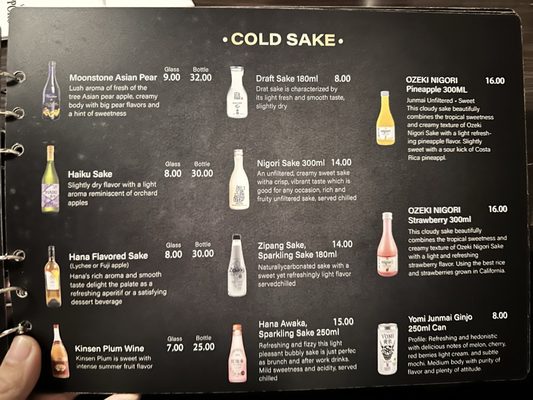 • COLD SAKE •
Glass Bottle
Moonstone Asian Pear 9.00 32.00
Lush aroma of fresh of the
tree Asian pear aple, creamy
body with big pear flavors and
a hint of sweetness
Glass Bottle
Haiku Sake 8.00 30.00
Slightly dry flavor with a light
aroma reminiscent of orchard
apples
Glass Bottle
Hana Flavored Sake 8.00 30.00
(Lychee or Fuji apple)
Hana's rich aroma and smooth
taste delight the palate as a
refreshing aperitif or a satisfying
dessert beverage
Glass Bottle
Kinsen Plum Wine 7.00 25.00
Kinsen Plum is sweet with
intense summer fruit flavor
Draft Sake 180ml 8.00
Drat sake is characterized by
its light fresh and smooth taste,
slightly dry
Nigori Sake 300ml 14.00
An unfiltered, creamy sweet sake
witha crisp, vibrant taste which is
good for any occasion, rich and
fruity unfiltered saka, served chilled
Zipang Sake, 14.00
Sparkling Sake 180ml
Naturallycarbonated sake with a
sweet yet refreshingly light flavor
servedchilled
Hana Awaka, 15.00
Sparkling Sake 250ml
Refreshing and fizzy this light
pleasant bubbly sake is just perfec
as brunch and after work drinks.
Mild sweetness and acidity, served
chilled
OZEKI NIGORI 16.00
Pineapple 300ML
Junmai Unfiltered • Sweet
This cloudy sake beautifully
combines the tropical sweetness
and creamy texture of Ozeki
Nigori Sake with a light refresh-
ing pineapple flavor. Slightly
sweet with a sour kick of Costa
Rica pineappl.
OZEKI NIGORI 16.00
Strawberry 300ml
This cloudy sake beautifully
combines the tropical sweetness and
creamy texture of Ozeki Nigori Sake
with a light and refreshing
strawberry flavor. Using the best rice
and strawberries grown in California.
Yomi Junmai Ginjo 8.00
250ml Can
Profile: Refreshing and hedonistic
with delicious notes of melon, cherry,
red berries light cream. and subtle
mochi. Medium body with purity of
flavor and plenty of attitude.